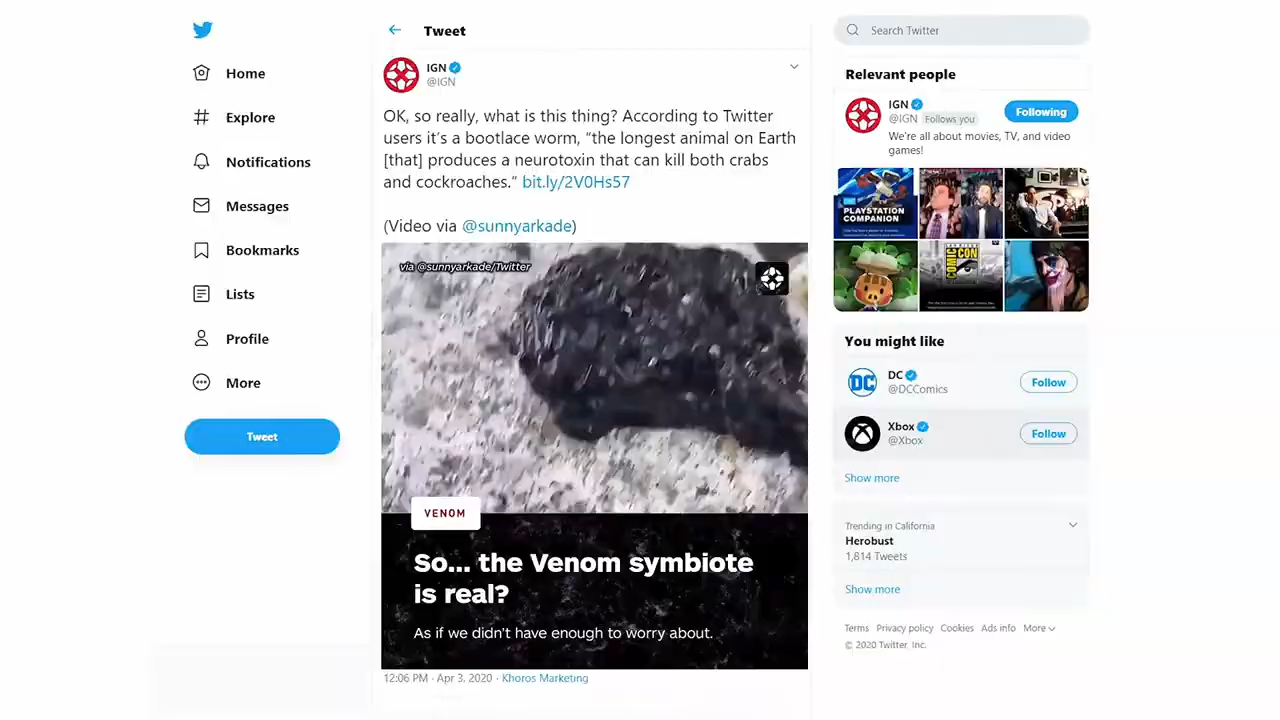 Home
Explore
Notifications
Messages
Bookmarks
Lists
Profile
More
Tweet
Tweet
IGN
@IGN
OK, so really, what is this thing? According to Twitter
users it's a bootlace worm, “the longest animal on Earth
[that] produces a neurotoxin that can kill both crabs
and cockroaches.” bit.ly/2V0Hs57
(Video via @sunnyarkade)
via @sunnyarkade/Twitter
VENOM
So... the Venom symbiote
is real?
As if we didn't have enough to worry about.
12:06 PM · Apr 3, 2020 · Khoros Marketing
Search Twitter
Relevant people
IGN
@IGN Follows you
Following
We're all about movies, TV, and video
games!
PLAYSTATION
COMPANION
COMIC CON
You might like
DC
DC
@DCComics
Follow
Xbox
@Xbox
Follow
Show more
Trending in California
Herobust
1,814 Tweets
Show more
Terms Privacy policy Cookies Ads info More
© 2020 Twitter, Inc.